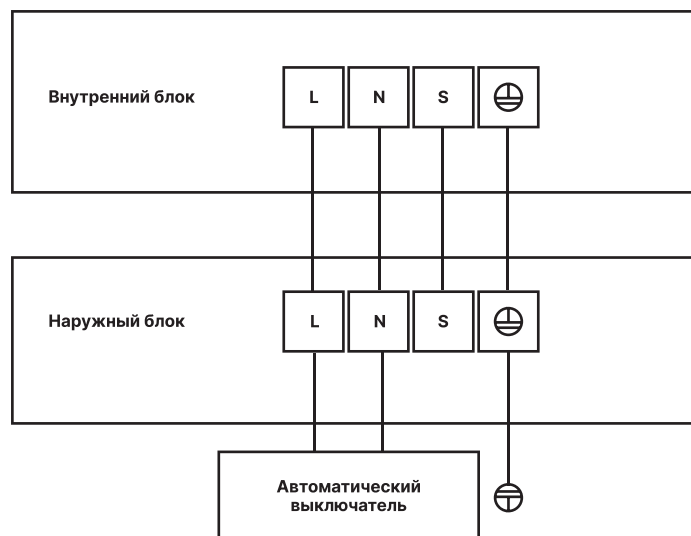 Внутренний блок
L N S
Наружный блок
L N S
Автоматический
выключатель